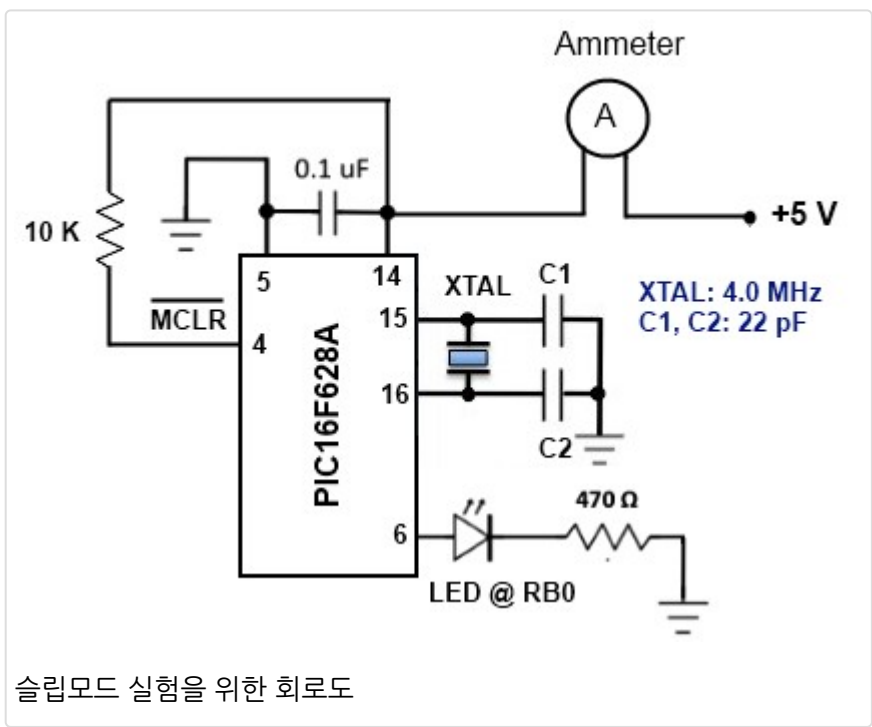 Ammeter
A
0.1 uF
+5 V
10 K
5
14
XTAL
C1
XTAL: 4.0 MHz
C1, C2: 22 pF
MCLR
4
15
16
PIC16F628A
C2
470 Ω
6
LED @ RB0
슬립모드 실험을 위한 회로도